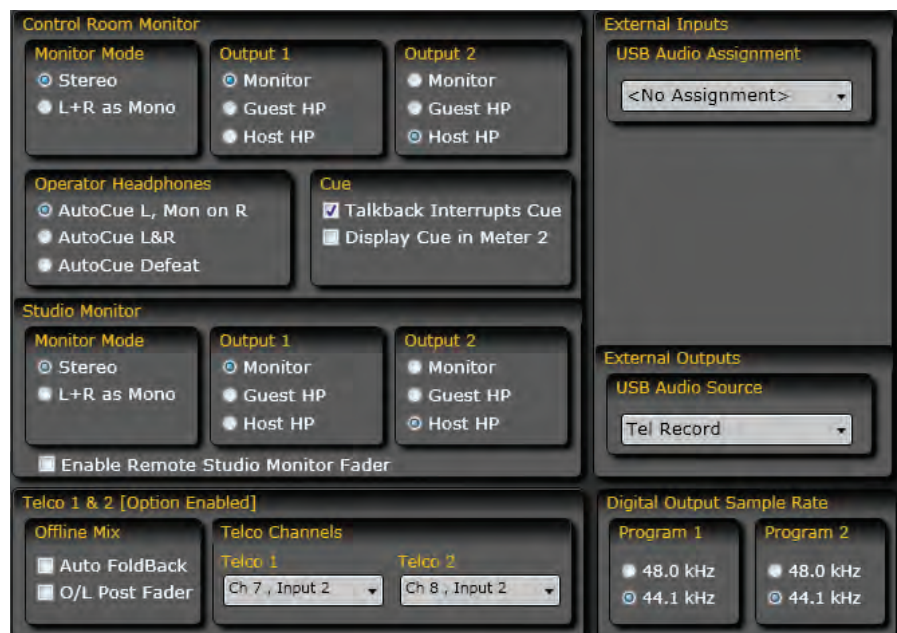 Control Room Monitor
Monitor Mode
Stereo
L+R as Mono
Output 1
Monitor
Guest HP
Host HP
Output 2
Monitor
Guest HP
Host HP
Operator Headphones
AutoCue L, Mon on R
AutoCue L&R
AutoCue Defeat
Cue
Talkback Interrupts Cue
Display Cue in Meter 2
Studio Monitor
Monitor Mode
Stereo
L+R as Mono
Output 1
Monitor
Guest HP
Host HP
Output 2
Monitor
Guest HP
Host HP
Enable Remote Studio Monitor Fader
Telco 1 & 2 [Option Enabled]
Offline Mix
Auto FoldBack
O/L Post Fader
Telco Channels
Telco 1
Ch 7 , Input 2
Telco 2
Ch 8 , Input 2
External Inputs
USB Audio Assignment
<No Assignment>
External Outputs
USB Audio Source
Tel Record
Digital Output Sample Rate
Program 1
48.0 kHz
44.1 kHz
Program 2
48.0 kHz
44.1 kHz